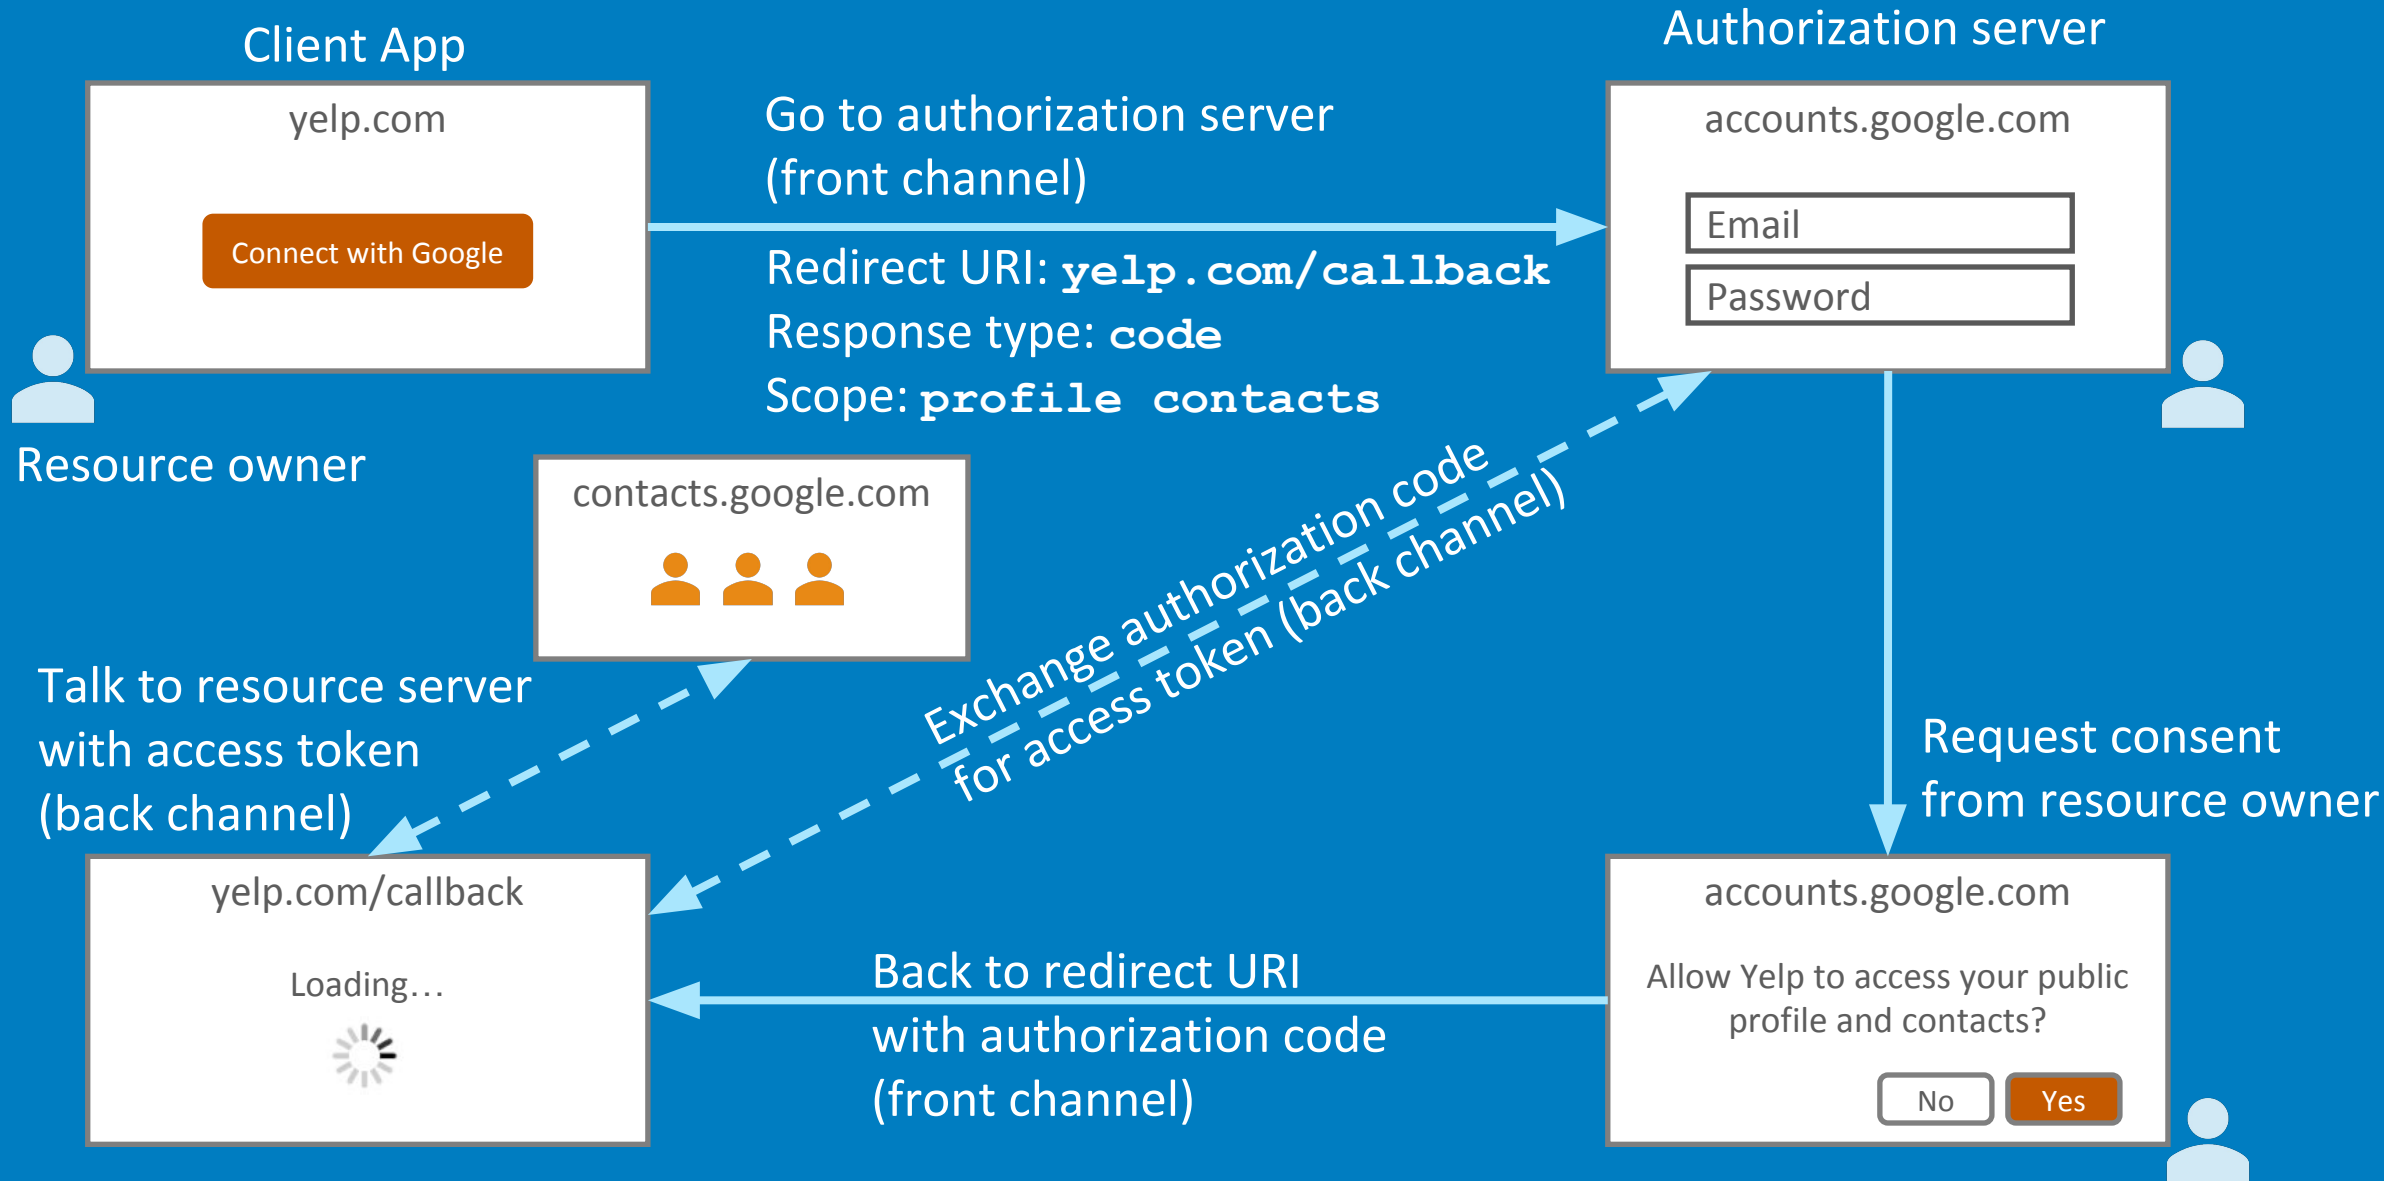 Client App
yelp.com
Connect with Google
Resource owner
Go to authorization server
(front channel)
Redirect URI: yelp.com/callback
Response type: code
Scope: profile contacts
Authorization server
accounts.google.com
Email
Password
contacts.google.com
Exchange authorization code
for access token (back channel)
Talk to resource server
with access token
(back channel)
Request consent
from resource owner
yelp.com/callback
Loading...
Back to redirect URI
with authorization code
(front channel)
accounts.google.com
Allow Yelp to access your public
profile and contacts?
No
Yes